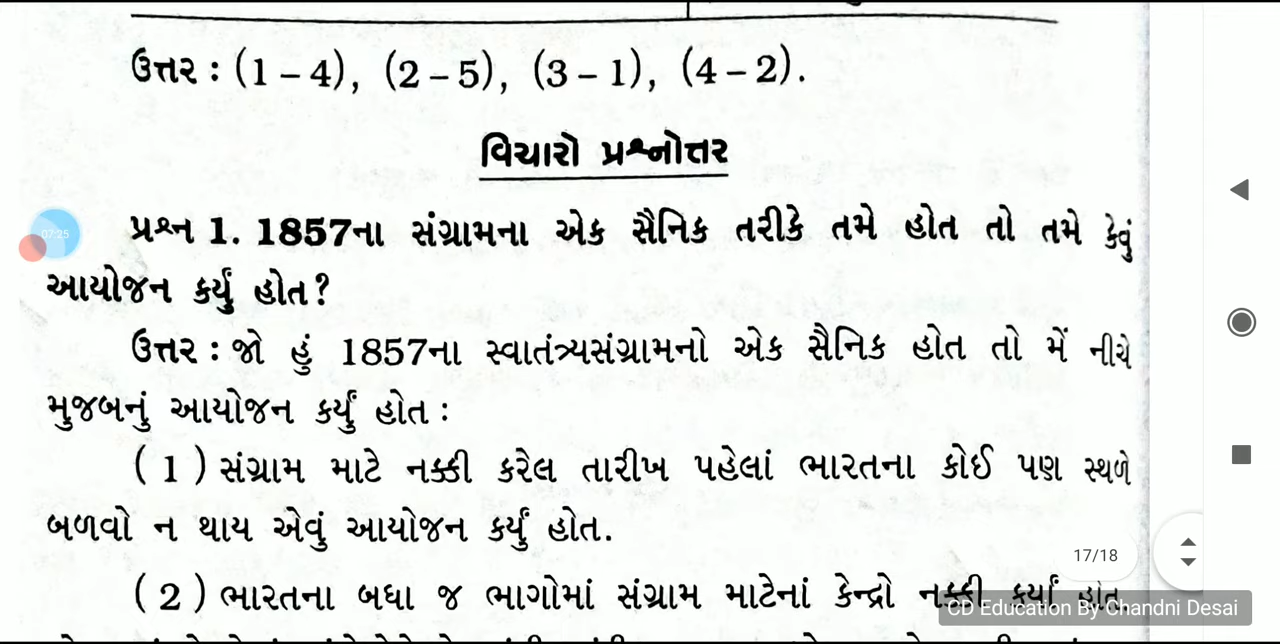 ઉત્તર : (1 – 4), (2 – 5), (3 – 1), (4 – 2).
વિચારો પ્રશ્નોત્તર
પ્રશ્ન 1. 1857ના સંગ્રામના એક સૈનિક તરીકે તમે હોત તો તમે કેવું
07:25
આયોજન કર્યું હોત?
ઉત્તર : જો હું 1857ના સ્વાતંત્ર્યસંગ્રામનો એક સૈનિક હોત તો મેં નીચે
મુજબનું આયોજન કર્યું હોત :
( 1 ) સંગ્રામ માટે નક્કી કરેલ તારીખ પહેલાં ભારતના કોઈ પણ સ્થળે
બળવો ન થાય એવું આયોજન કર્યું હોત.
17/18
( 2 ) ભારતના બધા જ ભાગોમાં સંગ્રામ માટેનાં કેન્દ્રો નક્કી કર્યાં હોત
CD Education By Chandni Desai